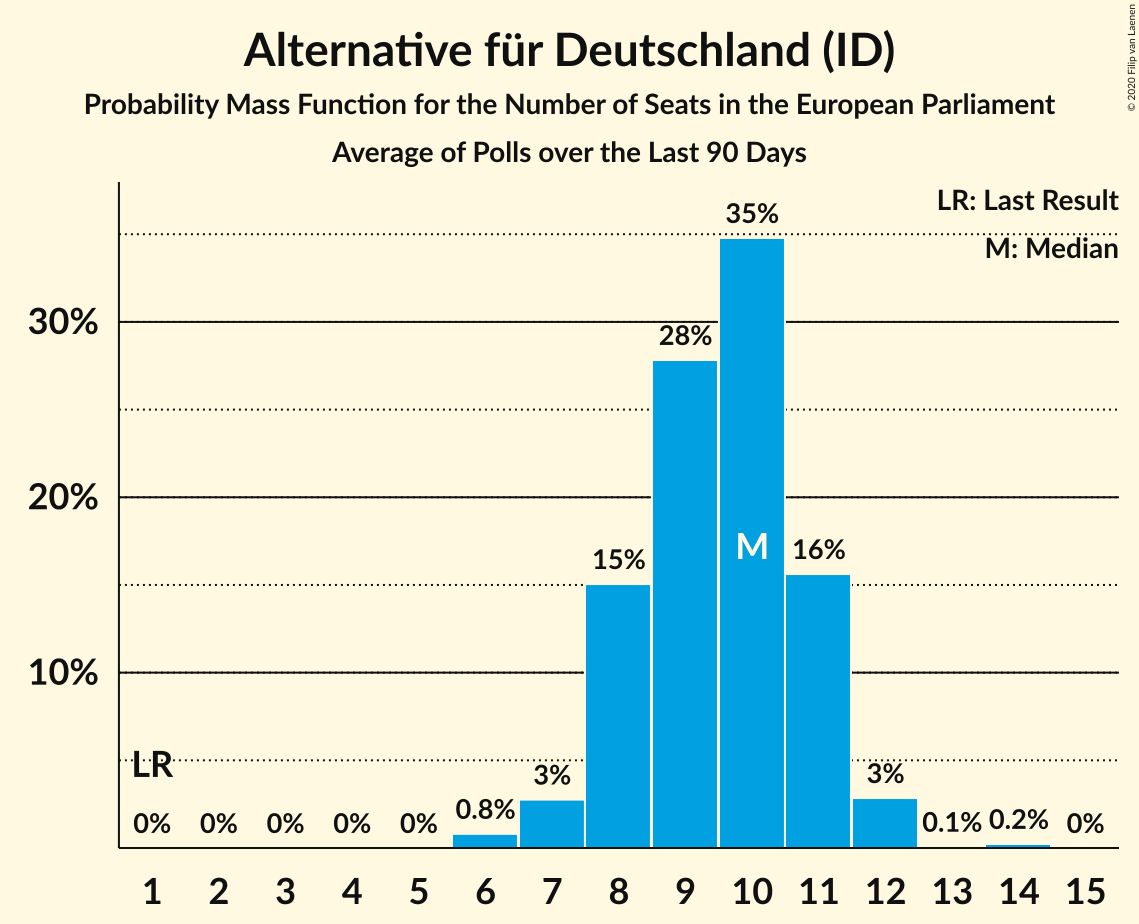 Alternative für Deutschland (ID)
Probability Mass Function for the Number of Seats in the European Parliament
Average of Polls over the Last 90 Days
© 2020 Filip van Laenen
LR: Last Result
M: Median
35%
30%
28%
20%
15%
M
16%
10%
LR
3%
3%
0%
0%
0%
0%
0%
0.8%
0.1%
0.2%
0%
1 2 3 4 5 6 7 8 9 10 11 12 13 14 15